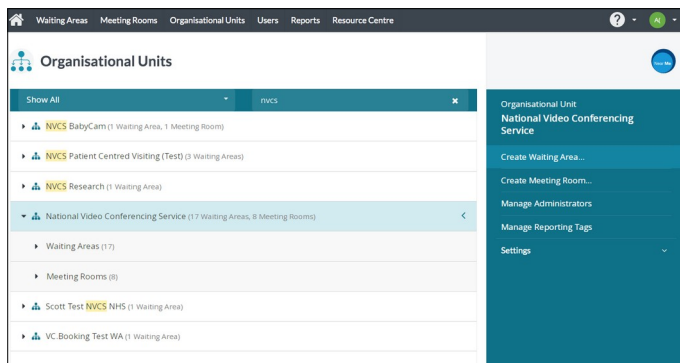 Waiting Areas Meeting Rooms Organisational Units Users Reports Resource Centre
Organisational Units
Show All
nvcs
NVCS BabyCam (1 Waiting Area, 1 Meeting Room)
NVCS Patient Centred Visiting (Test) (3 Waiting Areas)
NVCS Research (1 Waiting Area)
National Video Conferencing Service (17 Waiting Areas, 8 Meeting Rooms)
Waiting Areas (17)
Meeting Rooms (8)
Scott Test NVCS NHS (1 Waiting Area)
VC.Booking Test WA (1 Waiting Area)
Organisational Unit
National Video Conferencing
Service
Create Waiting Area...
Create Meeting Room...
Manage Administrators
Manage Reporting Tags
Settings